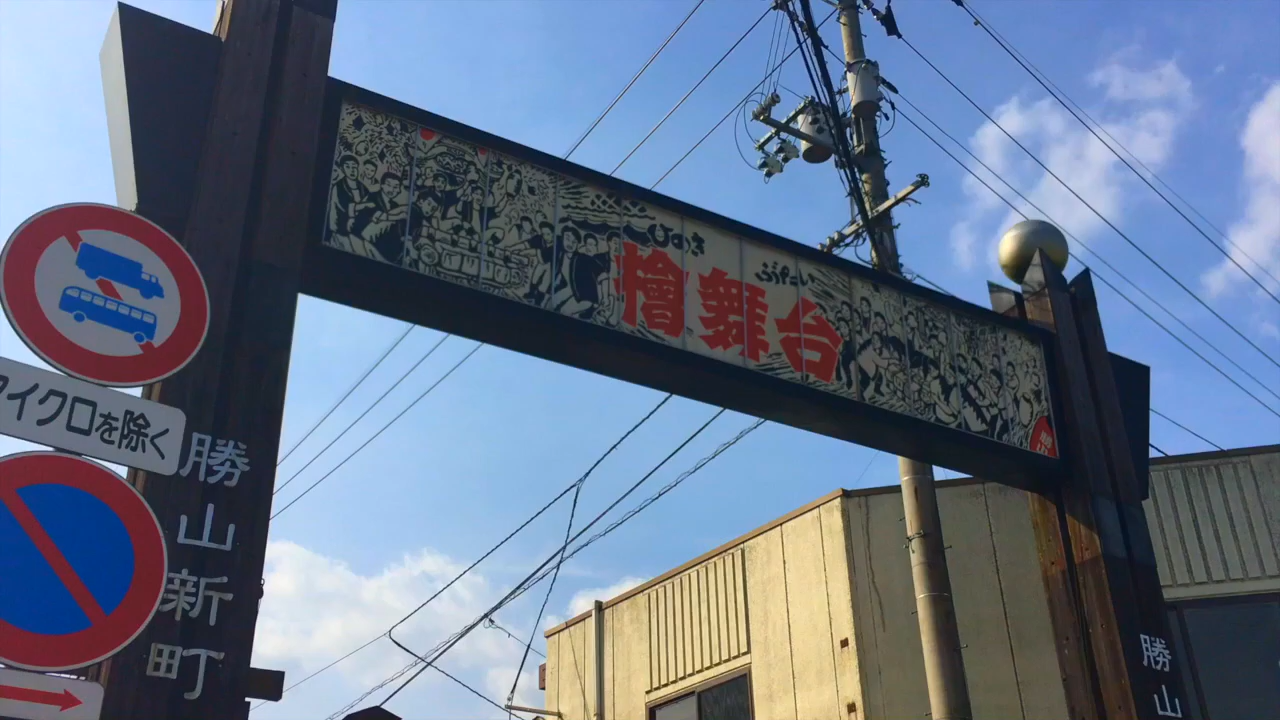 ひのき
ぶたい
檜舞台
マイクロを除く
勝山新町
勝山